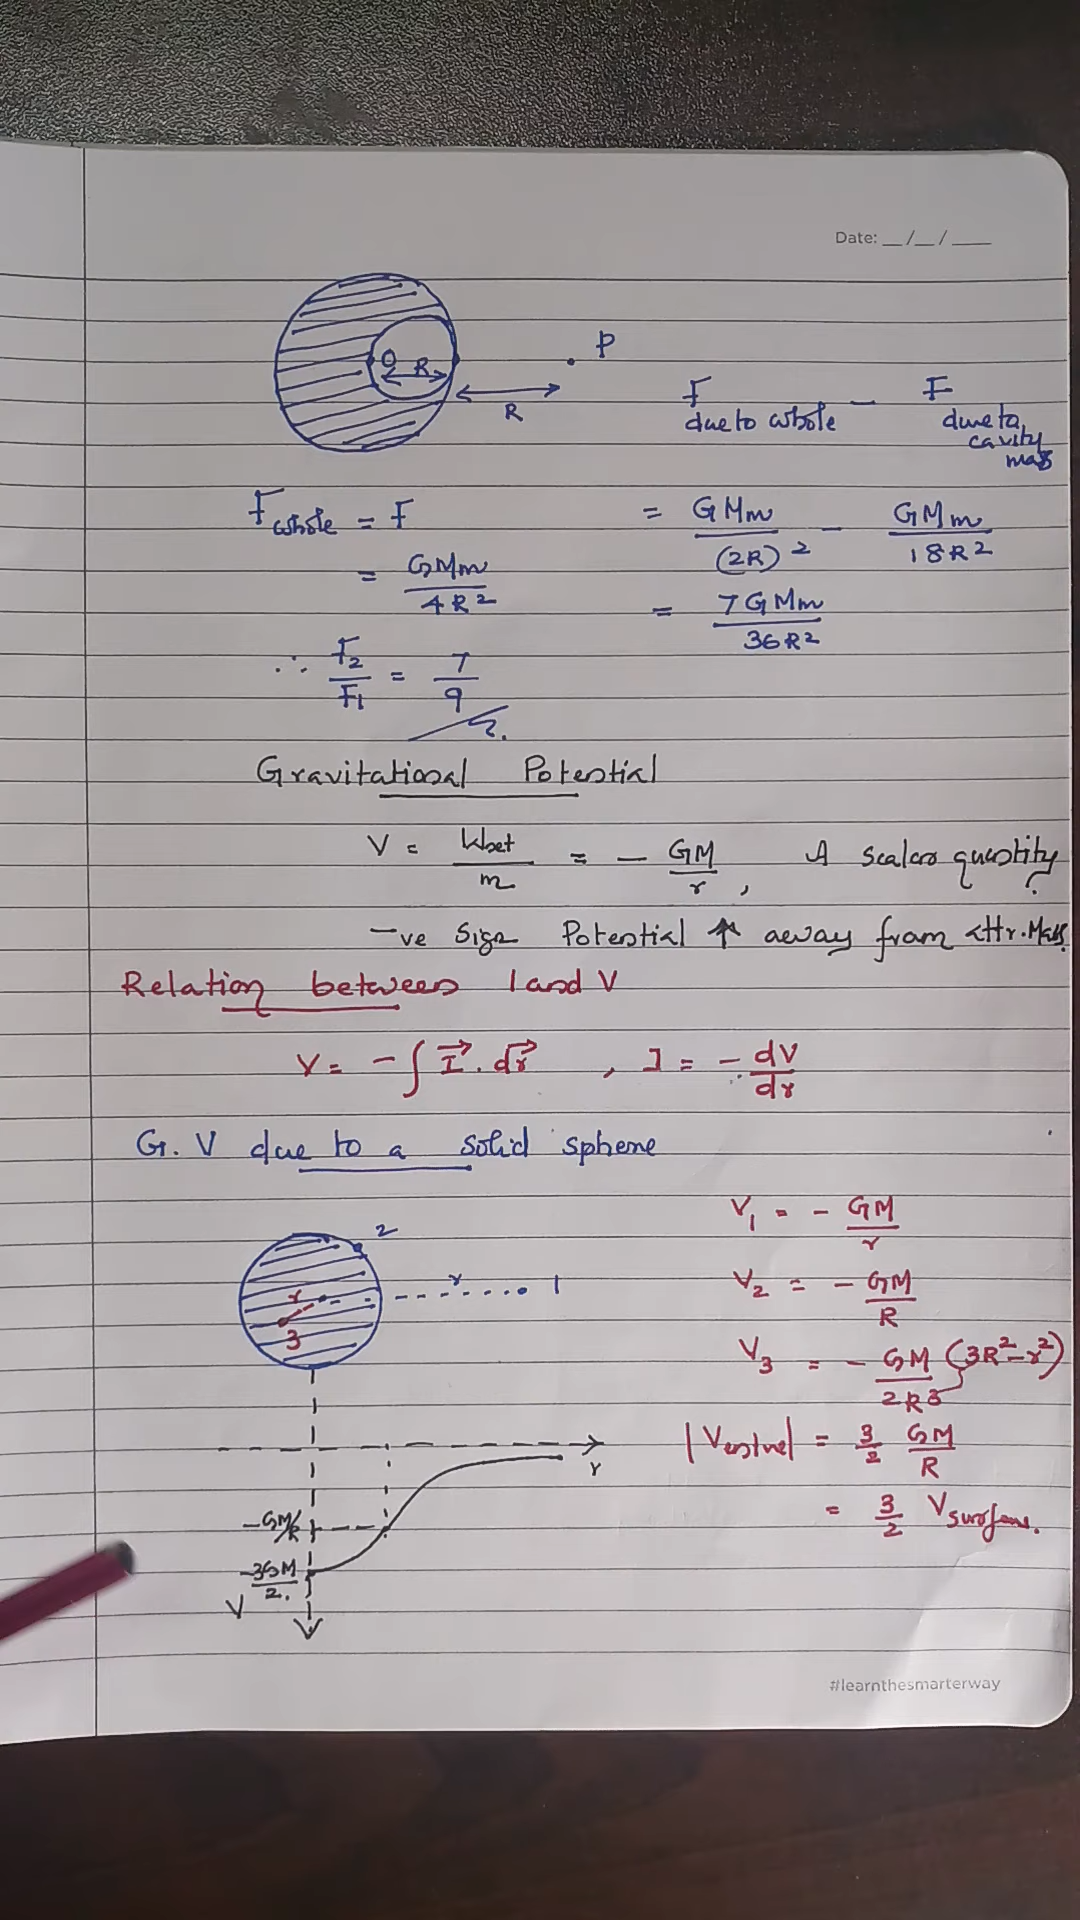 Date: __/__/____
O R
P
R
F due to whole – F due to cavity mass
F whole = F
= GMm/(2R)² – GMm/18R²
= GMm/4R²
= 7GMm/36R²
∴ F₂/F₁ = 7/9
Gravitational Potential
V = Wext/m = – GM/r , A scalar quantity
–ve sign Potential ↑ away from attr. Mass.
Relation between I and V
V = – ∫ I⃗ . dr⃗ , I = – dV/dr
G. V due to a solid sphere
V₁ = – GM/r
2
r 1
V₂ = – GM/R
r
3
V₃ = – GM/2R³ (3R² – r²)
r
|Vcentre| = 3/2 GM/R
= 3/2 Vsurface.
–GM/R
–3GM/2.
V
#learnthesmarterway